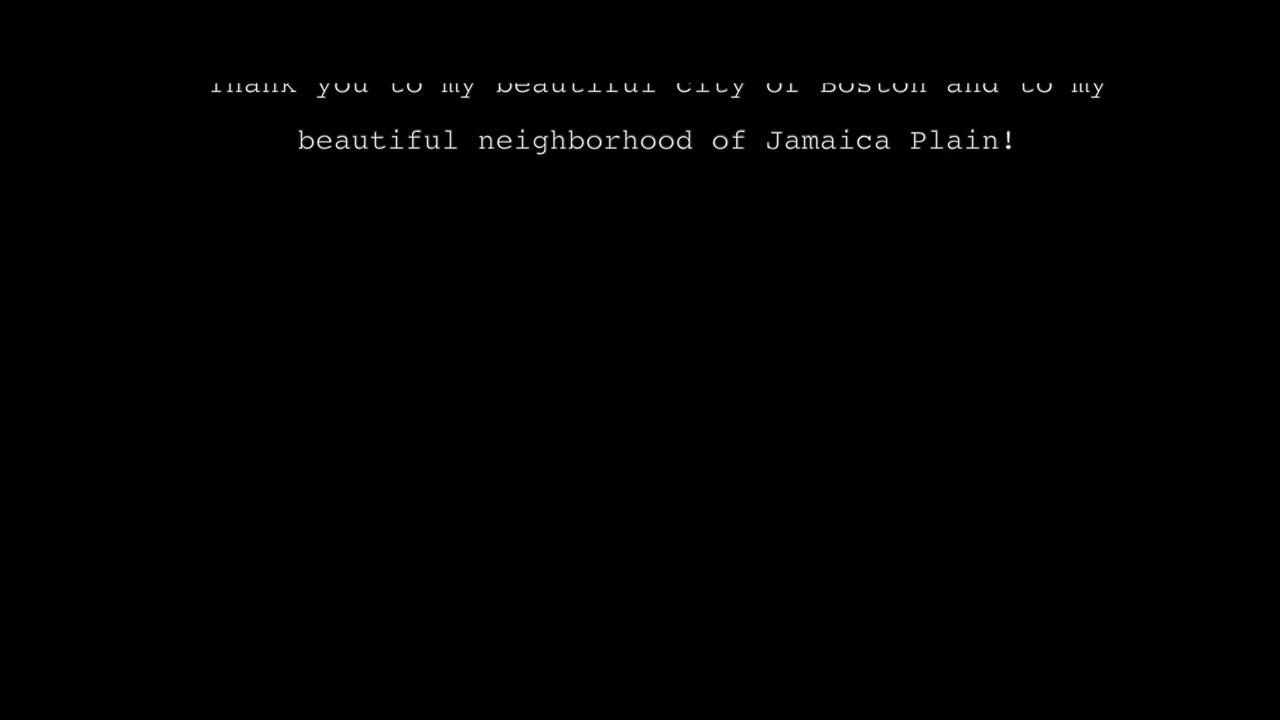 Thank you to my beautiful city of Boston and to my
beautiful neighborhood of Jamaica Plain!